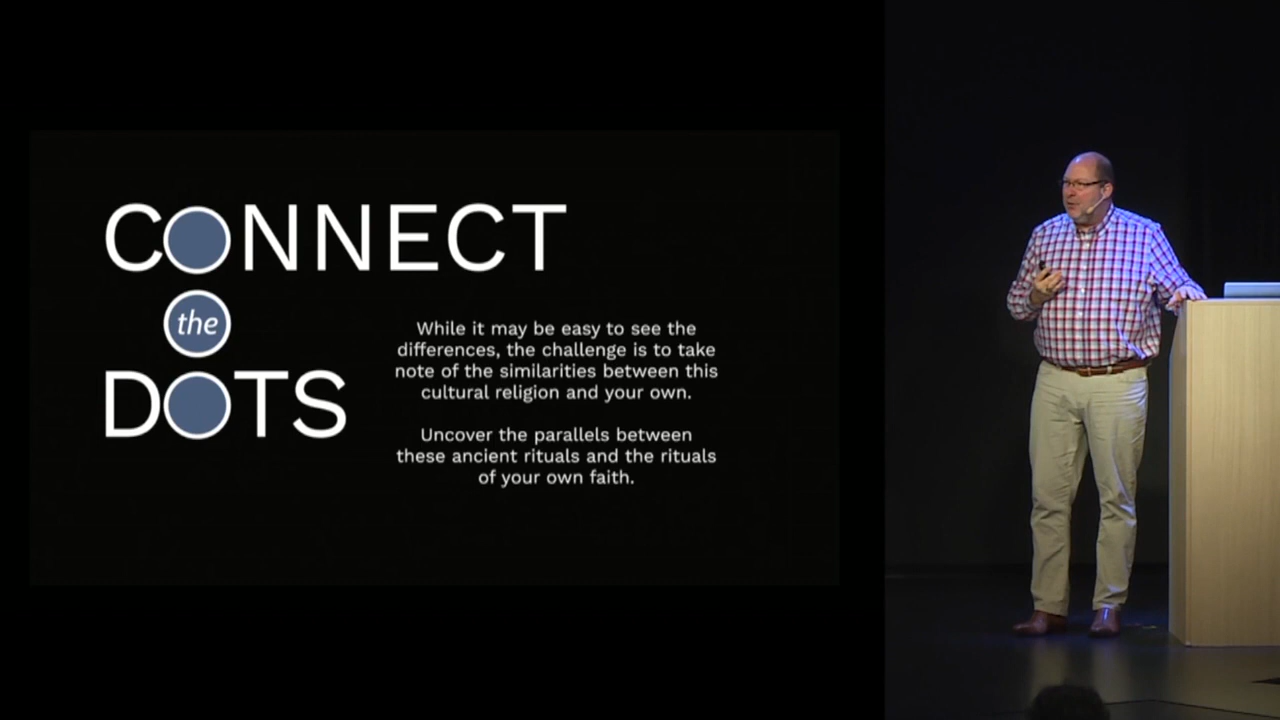 CONNECT
the
DOTS
While it may be easy to see the
differences, the challenge is to take
note of the similarities between this
cultural religion and your own.
Uncover the parallels between
these ancient rituals and the rituals
of your own faith.